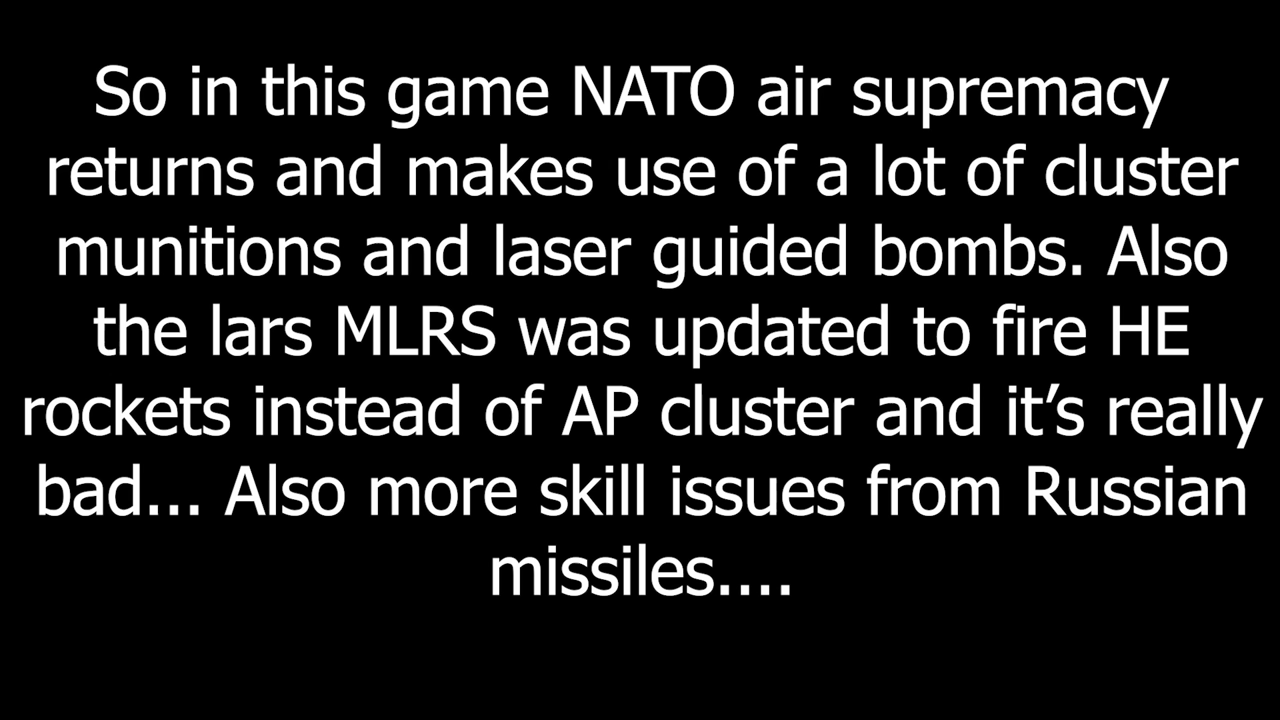 So in this game NATO air supremacy
returns and makes use of a lot of cluster
munitions and laser guided bombs. Also
the lars MLRS was updated to fire HE
rockets instead of AP cluster and it’s really
bad... Also more skill issues from Russian
missiles....